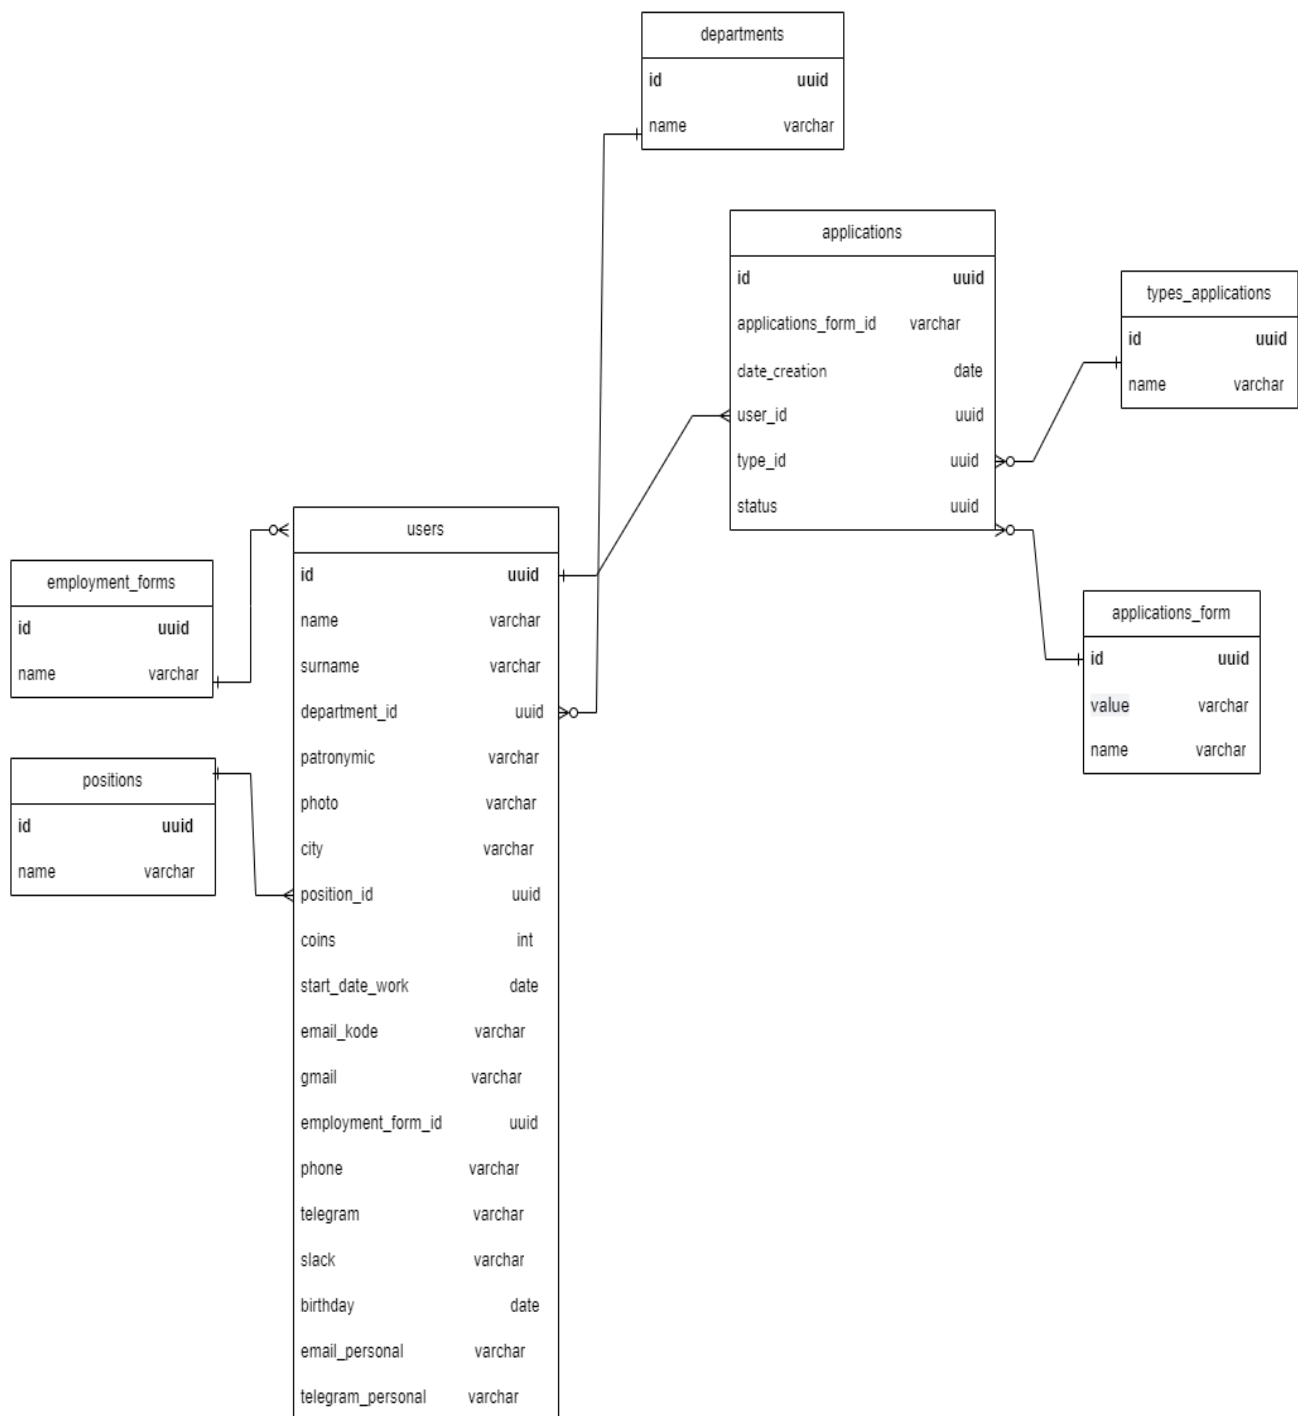 departments
id uuid
name varchar
applications
id uuid
applications_form_id varchar
date_creation date
user_id uuid
type_id uuid
status uuid
types_applications
id uuid
name varchar
users
id uuid
name varchar
surname varchar
department_id uuid
patronymic varchar
photo varchar
city varchar
position_id uuid
coins int
start_date_work date
email_kode varchar
gmail varchar
employment_form_id uuid
phone varchar
telegram varchar
slack varchar
birthday date
email_personal varchar
telegram_personal varchar
employment_forms
id uuid
name varchar
positions
id uuid
name varchar
applications_form
id uuid
value varchar
name varchar